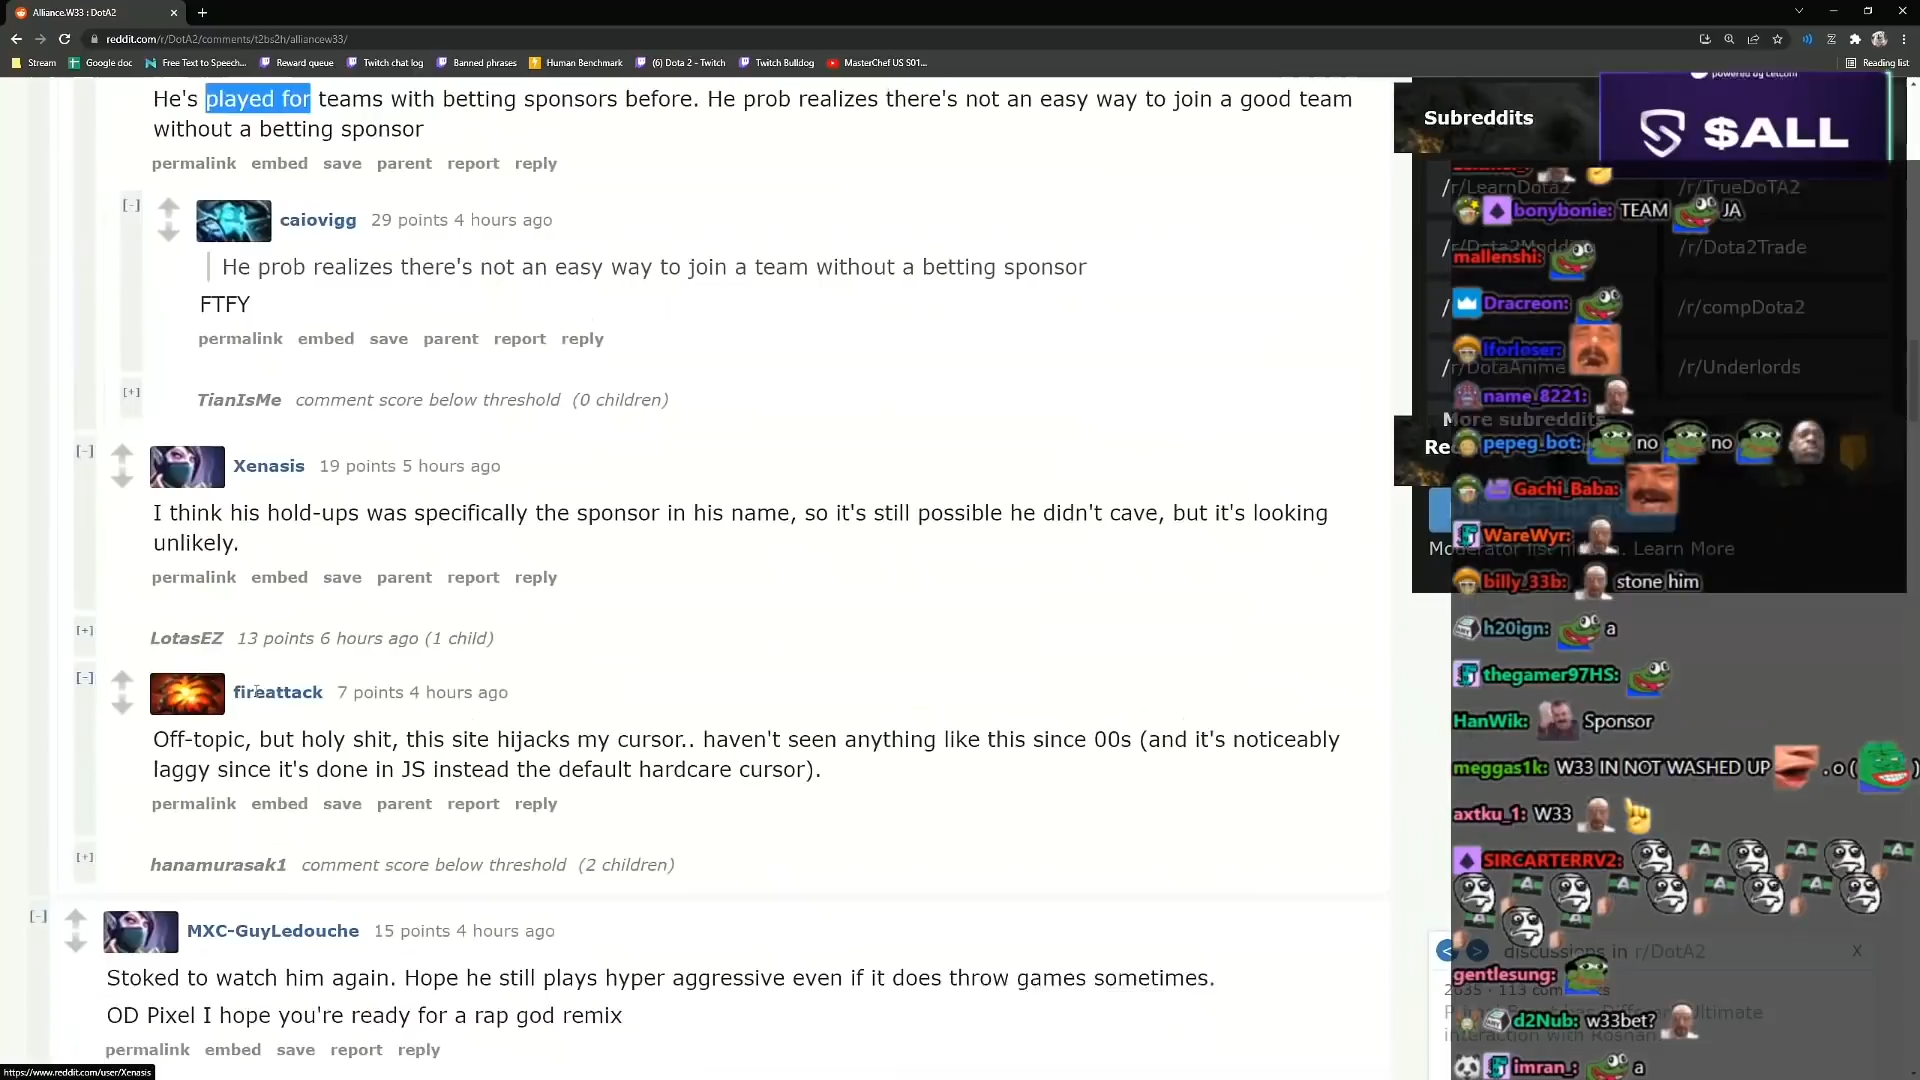 Alliance.W33 : DotA2
reddit.com/r/DotA2/comments/t2bs2h/alliancew33/
Stream
Google doc
Free Text to Speech...
Reward queue
Twitch chat log
Banned phrases
Human Benchmark
(6) Dota 2 - Twitch
Twitch Bulldog
MasterChef US S01...
Reading list
He's played for teams with betting sponsors before. He prob realizes there's not an easy way to join a good team
without a betting sponsor
permalink embed save parent report reply
[-]
caiovigg 29 points 4 hours ago
He prob realizes there's not an easy way to join a team without a betting sponsor
FTFY
permalink embed save parent report reply
[+]
TianIsMe comment score below threshold (0 children)
[-]
Xenasis 19 points 5 hours ago
I think his hold-ups was specifically the sponsor in his name, so it's still possible he didn't cave, but it's looking
unlikely.
permalink embed save parent report reply
[+]
LotasEZ 13 points 6 hours ago (1 child)
[-]
fireattack 7 points 4 hours ago
Off-topic, but holy shit, this site hijacks my cursor.. haven't seen anything like this since 00s (and it's noticeably
laggy since it's done in JS instead the default hardcare cursor).
permalink embed save parent report reply
[+]
hanamurasak1 comment score below threshold (2 children)
[-]
MXC-GuyLedouche 15 points 4 hours ago
Stoked to watch him again. Hope he still plays hyper aggressive even if it does throw games sometimes.
OD Pixel I hope you're ready for a rap god remix
permalink embed save parent report reply
https://www.reddit.com/user/Xenasis
powered by
$ALL
Subreddits
/r/LearnDota2
/r/TrueDoTA2
bonybonie: TEAM JA
/r/Dota2Trade
mallenshi:
Dracreon:
/r/compDota2
lforloser:
/r/DotaAnime
/r/Underlords
name_8221:
More subreddits
pepeg_bot: no no
Gachi_Baba:
WareWyr:
Learn More
billy_33b: stone him
h20ign: a
thegamer97HS:
HanWik: Sponsor
meggas1k: W33 IN NOT WASHED UP .o( )
axtku_1: W33
SIRCARTERRV2:
< > discussions in r/DotA2 X
gentlesung:
d2Nub: w33bet?
Ultimate
interaction with Roshan
imran_: a